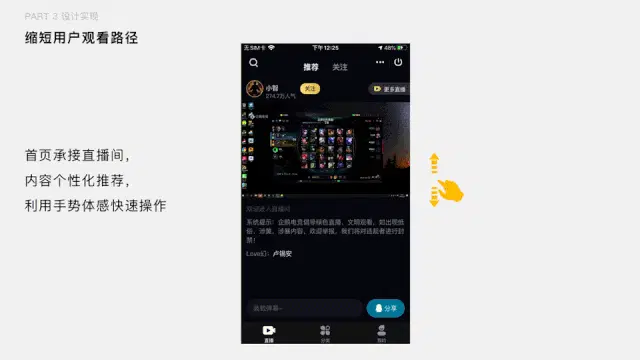 PART 3 设计实现
缩短用户观看路径
无SIM卡
下午12:25
48%
推荐
关注
小智
274.7万人气
关注
更多直播
首页承接直播间，
内容个性化推荐，
利用手势体感快速操作
欢迎进入直播间
系统提示：企鹅电竞倡导绿色直播，文明观看，如出现低
俗，涉黄，涉暴内容，欢迎举报，我们将对违规者进行封
禁！
Love幻：卢锡安
分享
直播
分类
我的